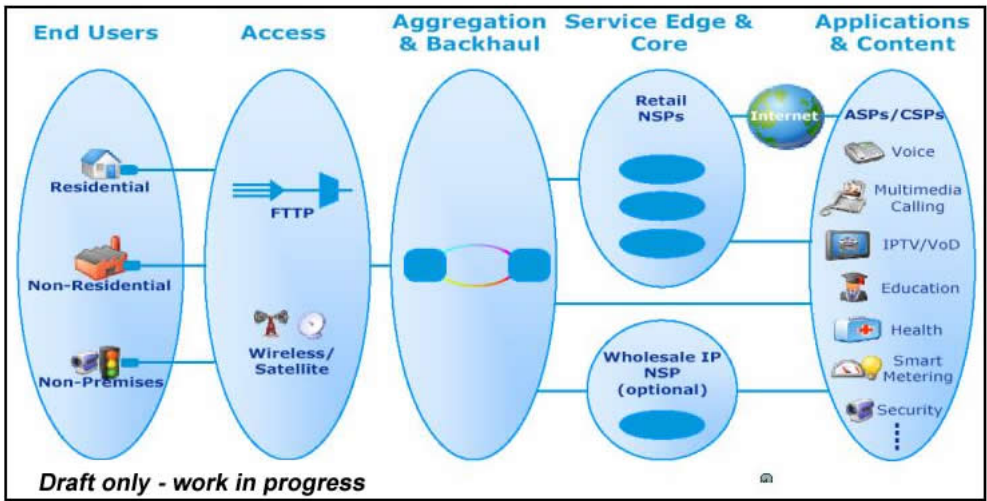 End Users
Access
Aggregation
& Backhaul
Service Edge &
Core
Applications
& Content
Residential
Non-Residential
Non-Premises
FTTP
Wireless/
Satellite
Retail
NSPs
Wholesale IP
NSP
(optional)
Internet
ASPs/CSPs
Voice
Multimedia
Calling
IPTV/VoD
Education
Health
Smart
Metering
Security
Draft only - work in progress